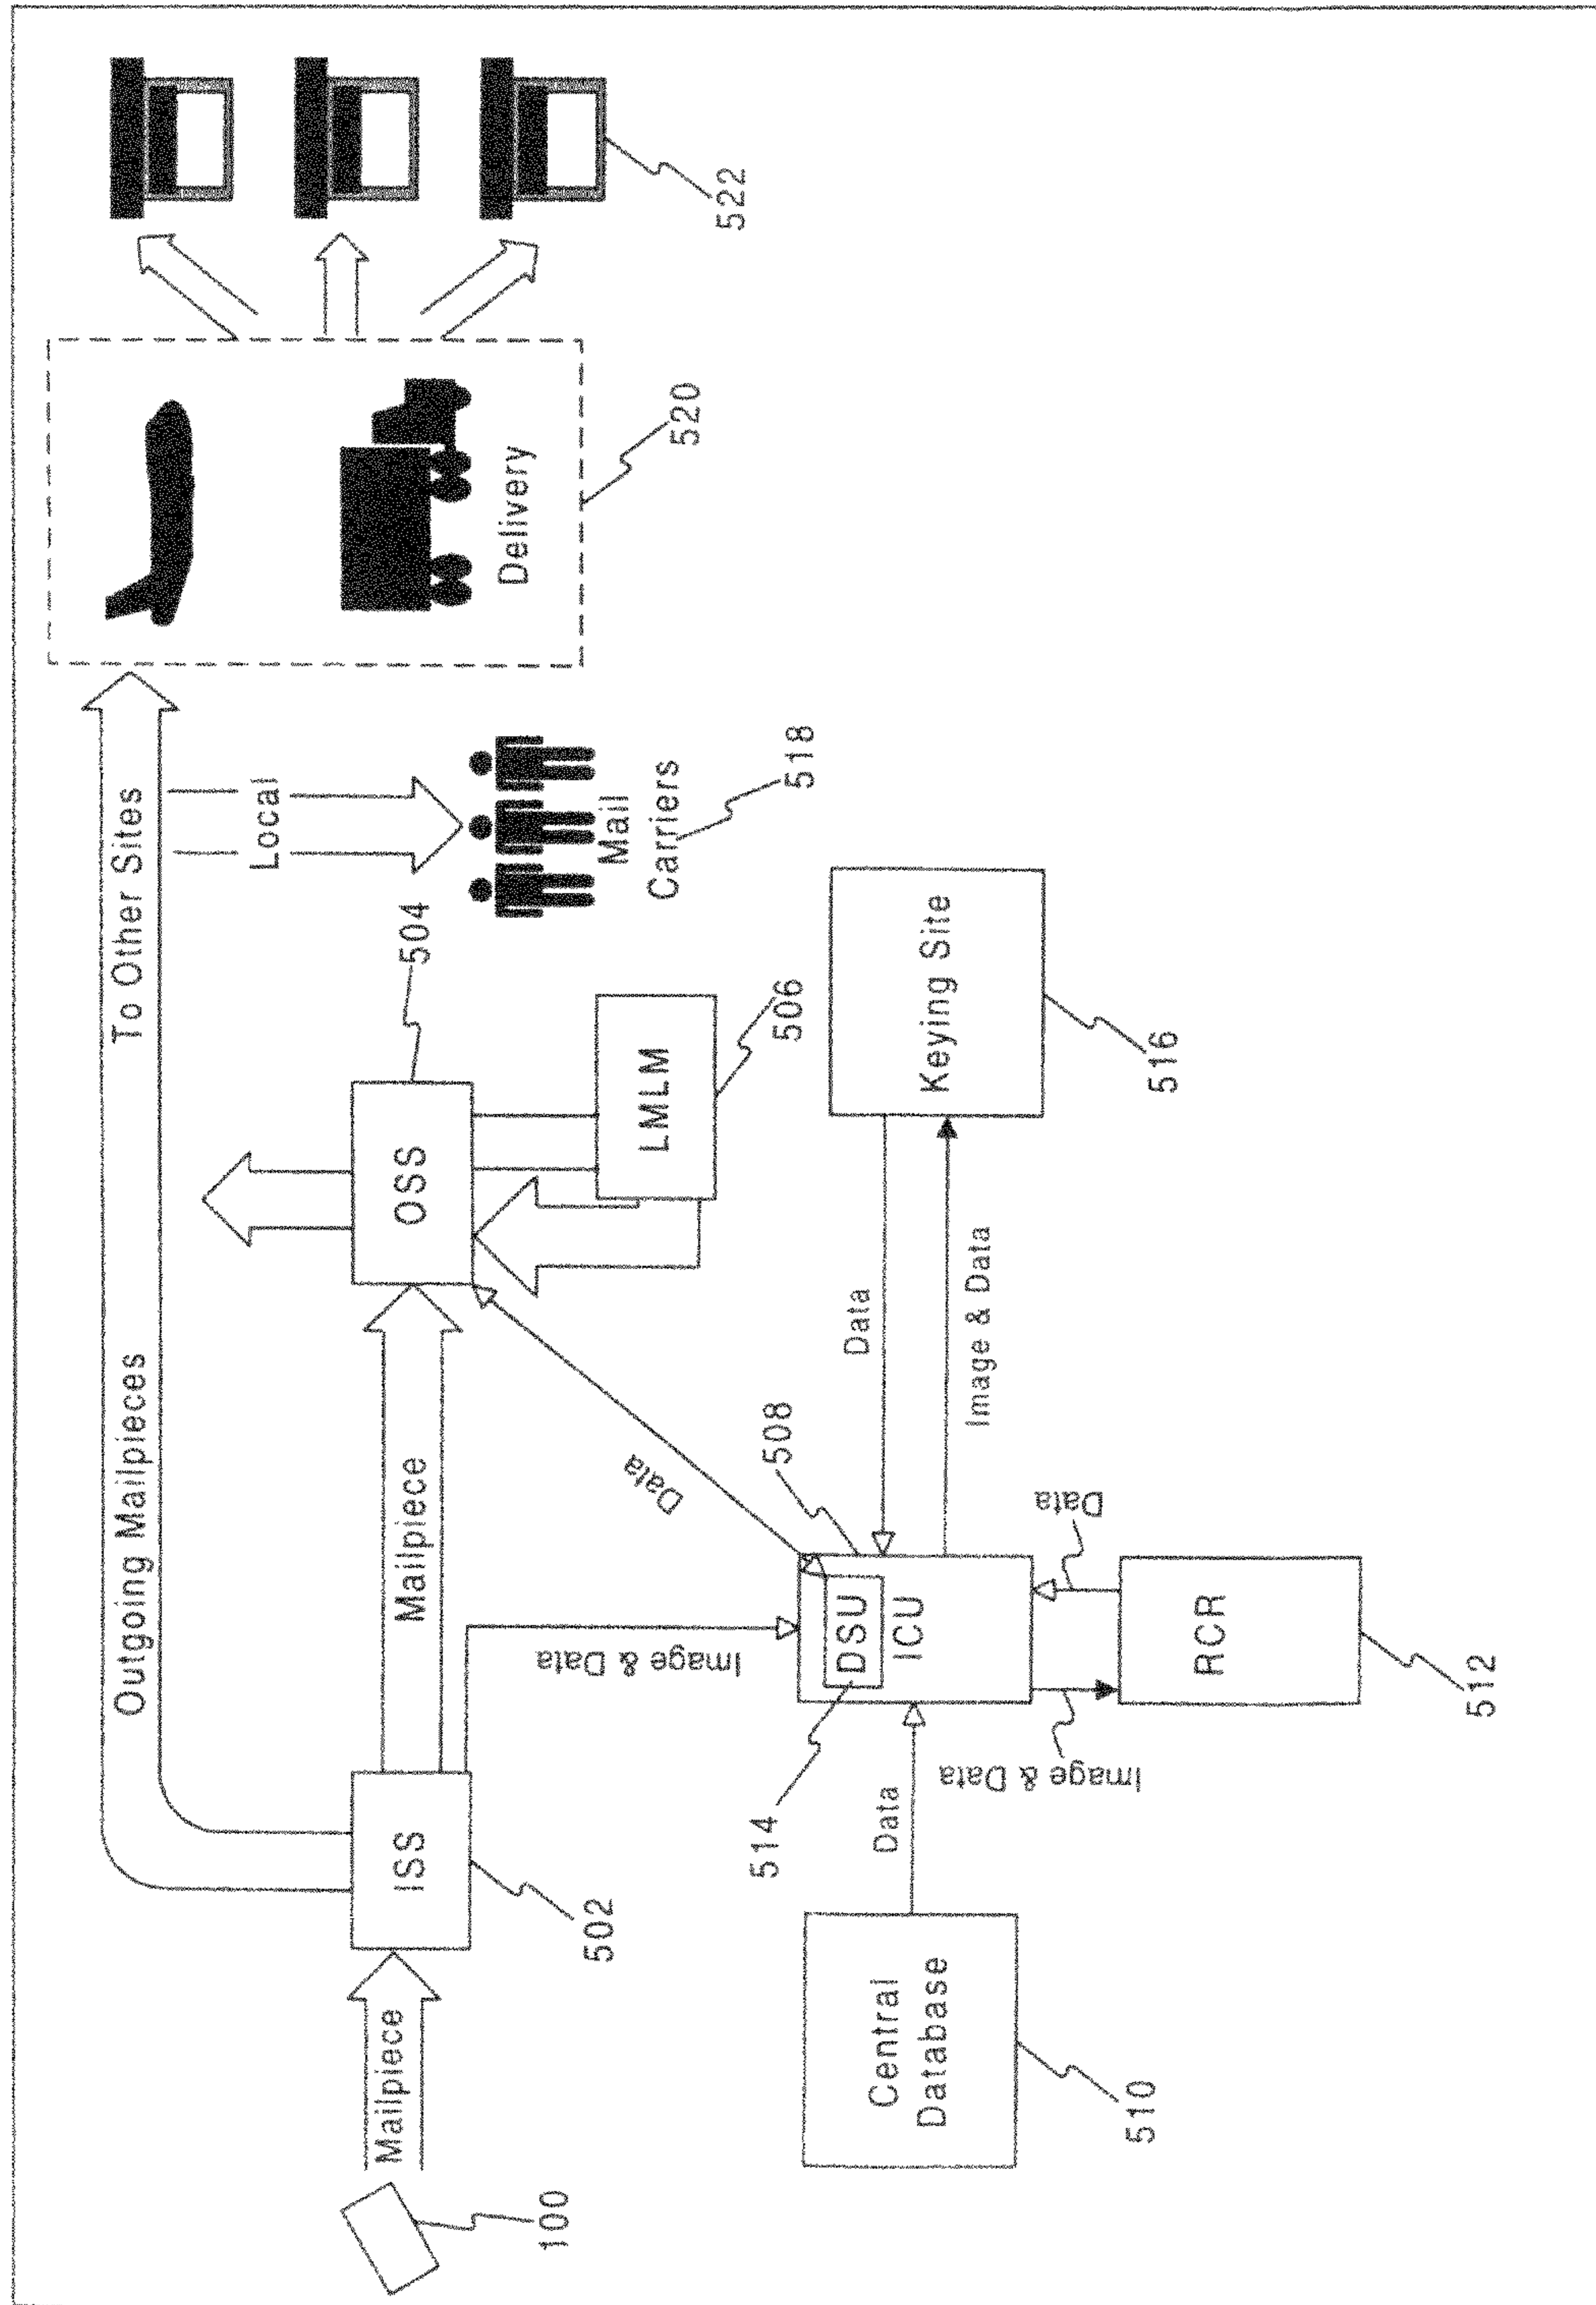 Outgoing Mailpieces
To Other Sites
Local
Mailpiece
100
ISS
502
Mailpiece
OSS
504
LMLM
506
Mail
Carriers
518
Delivery
520
522
Image & Data
Data
Central
Database
510
Data
DSU
ICU
514
508
Data
Image & Data
Keying Site
516
Image & Data
Data
RCR
512